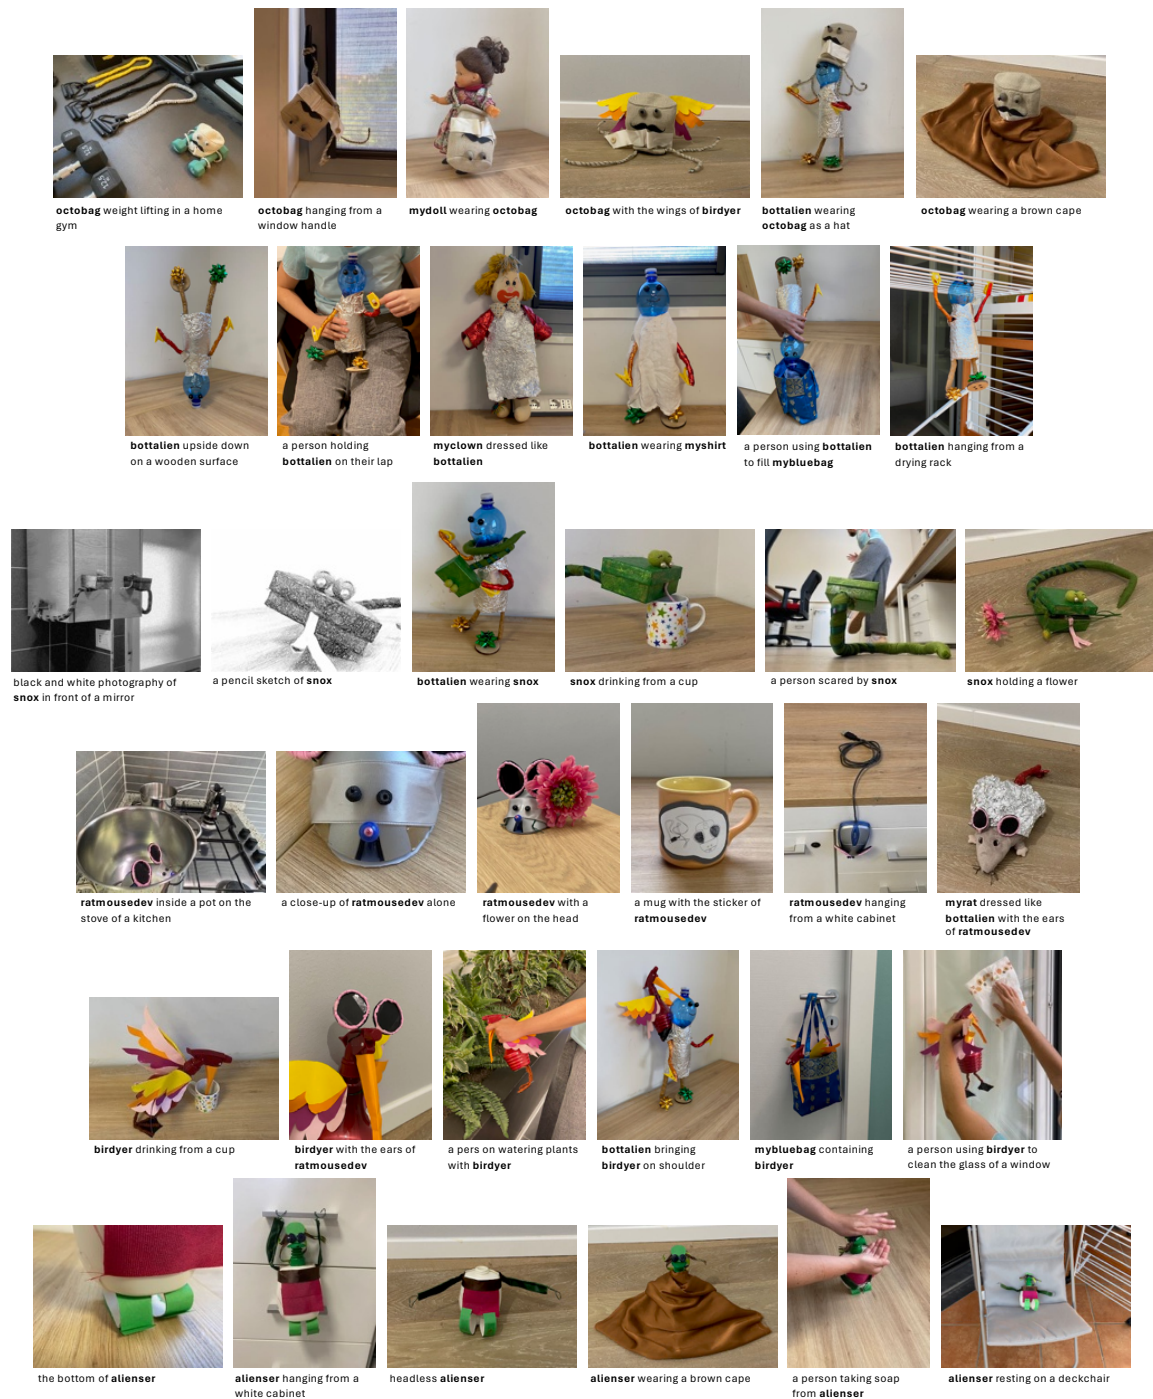 octobag weight lifting in a home
gym
octobag hanging from a
window handle
mydoll wearing octobag
octobag with the wings of birdyer
bottalien wearing
octobag as a hat
octobag wearing a brown cape
bottalien upside down
on a wooden surface
a person holding
bottalien on their lap
myclown dressed like
bottalien
bottalien wearing myshirt
a person using bottalien
to fill mybluebag
bottalien hanging from a
drying rack
black and white photography of
snox in front of a mirror
a pencil sketch of snox
bottalien wearing snox
snox drinking from a cup
a person scared by snox
snox holding a flower
ratmousedev inside a pot on the
stove of a kitchen
a close-up of ratmousedev alone
ratmousedev with a
flower on the head
a mug with the sticker of
ratmousedev
ratmousedev hanging
from a white cabinet
myrat dressed like
bottalien with the ears
of ratmousedev
birdyer drinking from a cup
birdyer with the ears of
ratmousedev
a pers on watering plants
with birdyer
bottalien bringing
birdyer on shoulder
mybluebag containing
birdyer
a person using birdyer to
clean the glass of a window
the bottom of alienser
alienser hanging from a
white cabinet
headless alienser
alienser wearing a brown cape
a person taking soap
from alienser
alienser resting on a deckchair